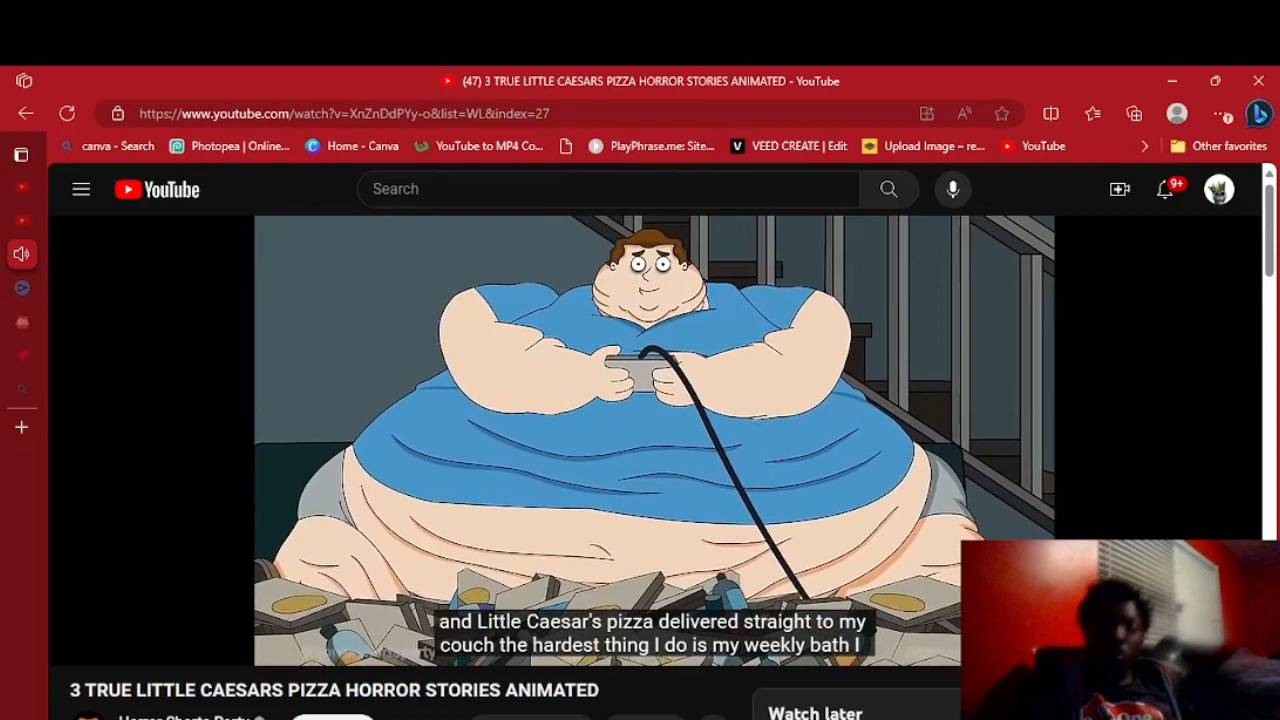 (47) 3 TRUE LITTLE CAESARS PIZZA HORROR STORIES ANIMATED - YouTube
https://www.youtube.com/watch?v=XnZnDdPYy-o&list=WL&index=27
canva - Search
Photopea | Online...
Home - Canva
YouTube to MP4 Co...
PlayPhrase.me: Site...
VEED CREATE | Edit
Upload Image – re...
YouTube
Other favorites
YouTube
Search
9+
and Little Caesar's pizza delivered straight to my
couch the hardest thing I do is my weekly bath I
3 TRUE LITTLE CAESARS PIZZA HORROR STORIES ANIMATED
Horror Shorts Party
Watch later